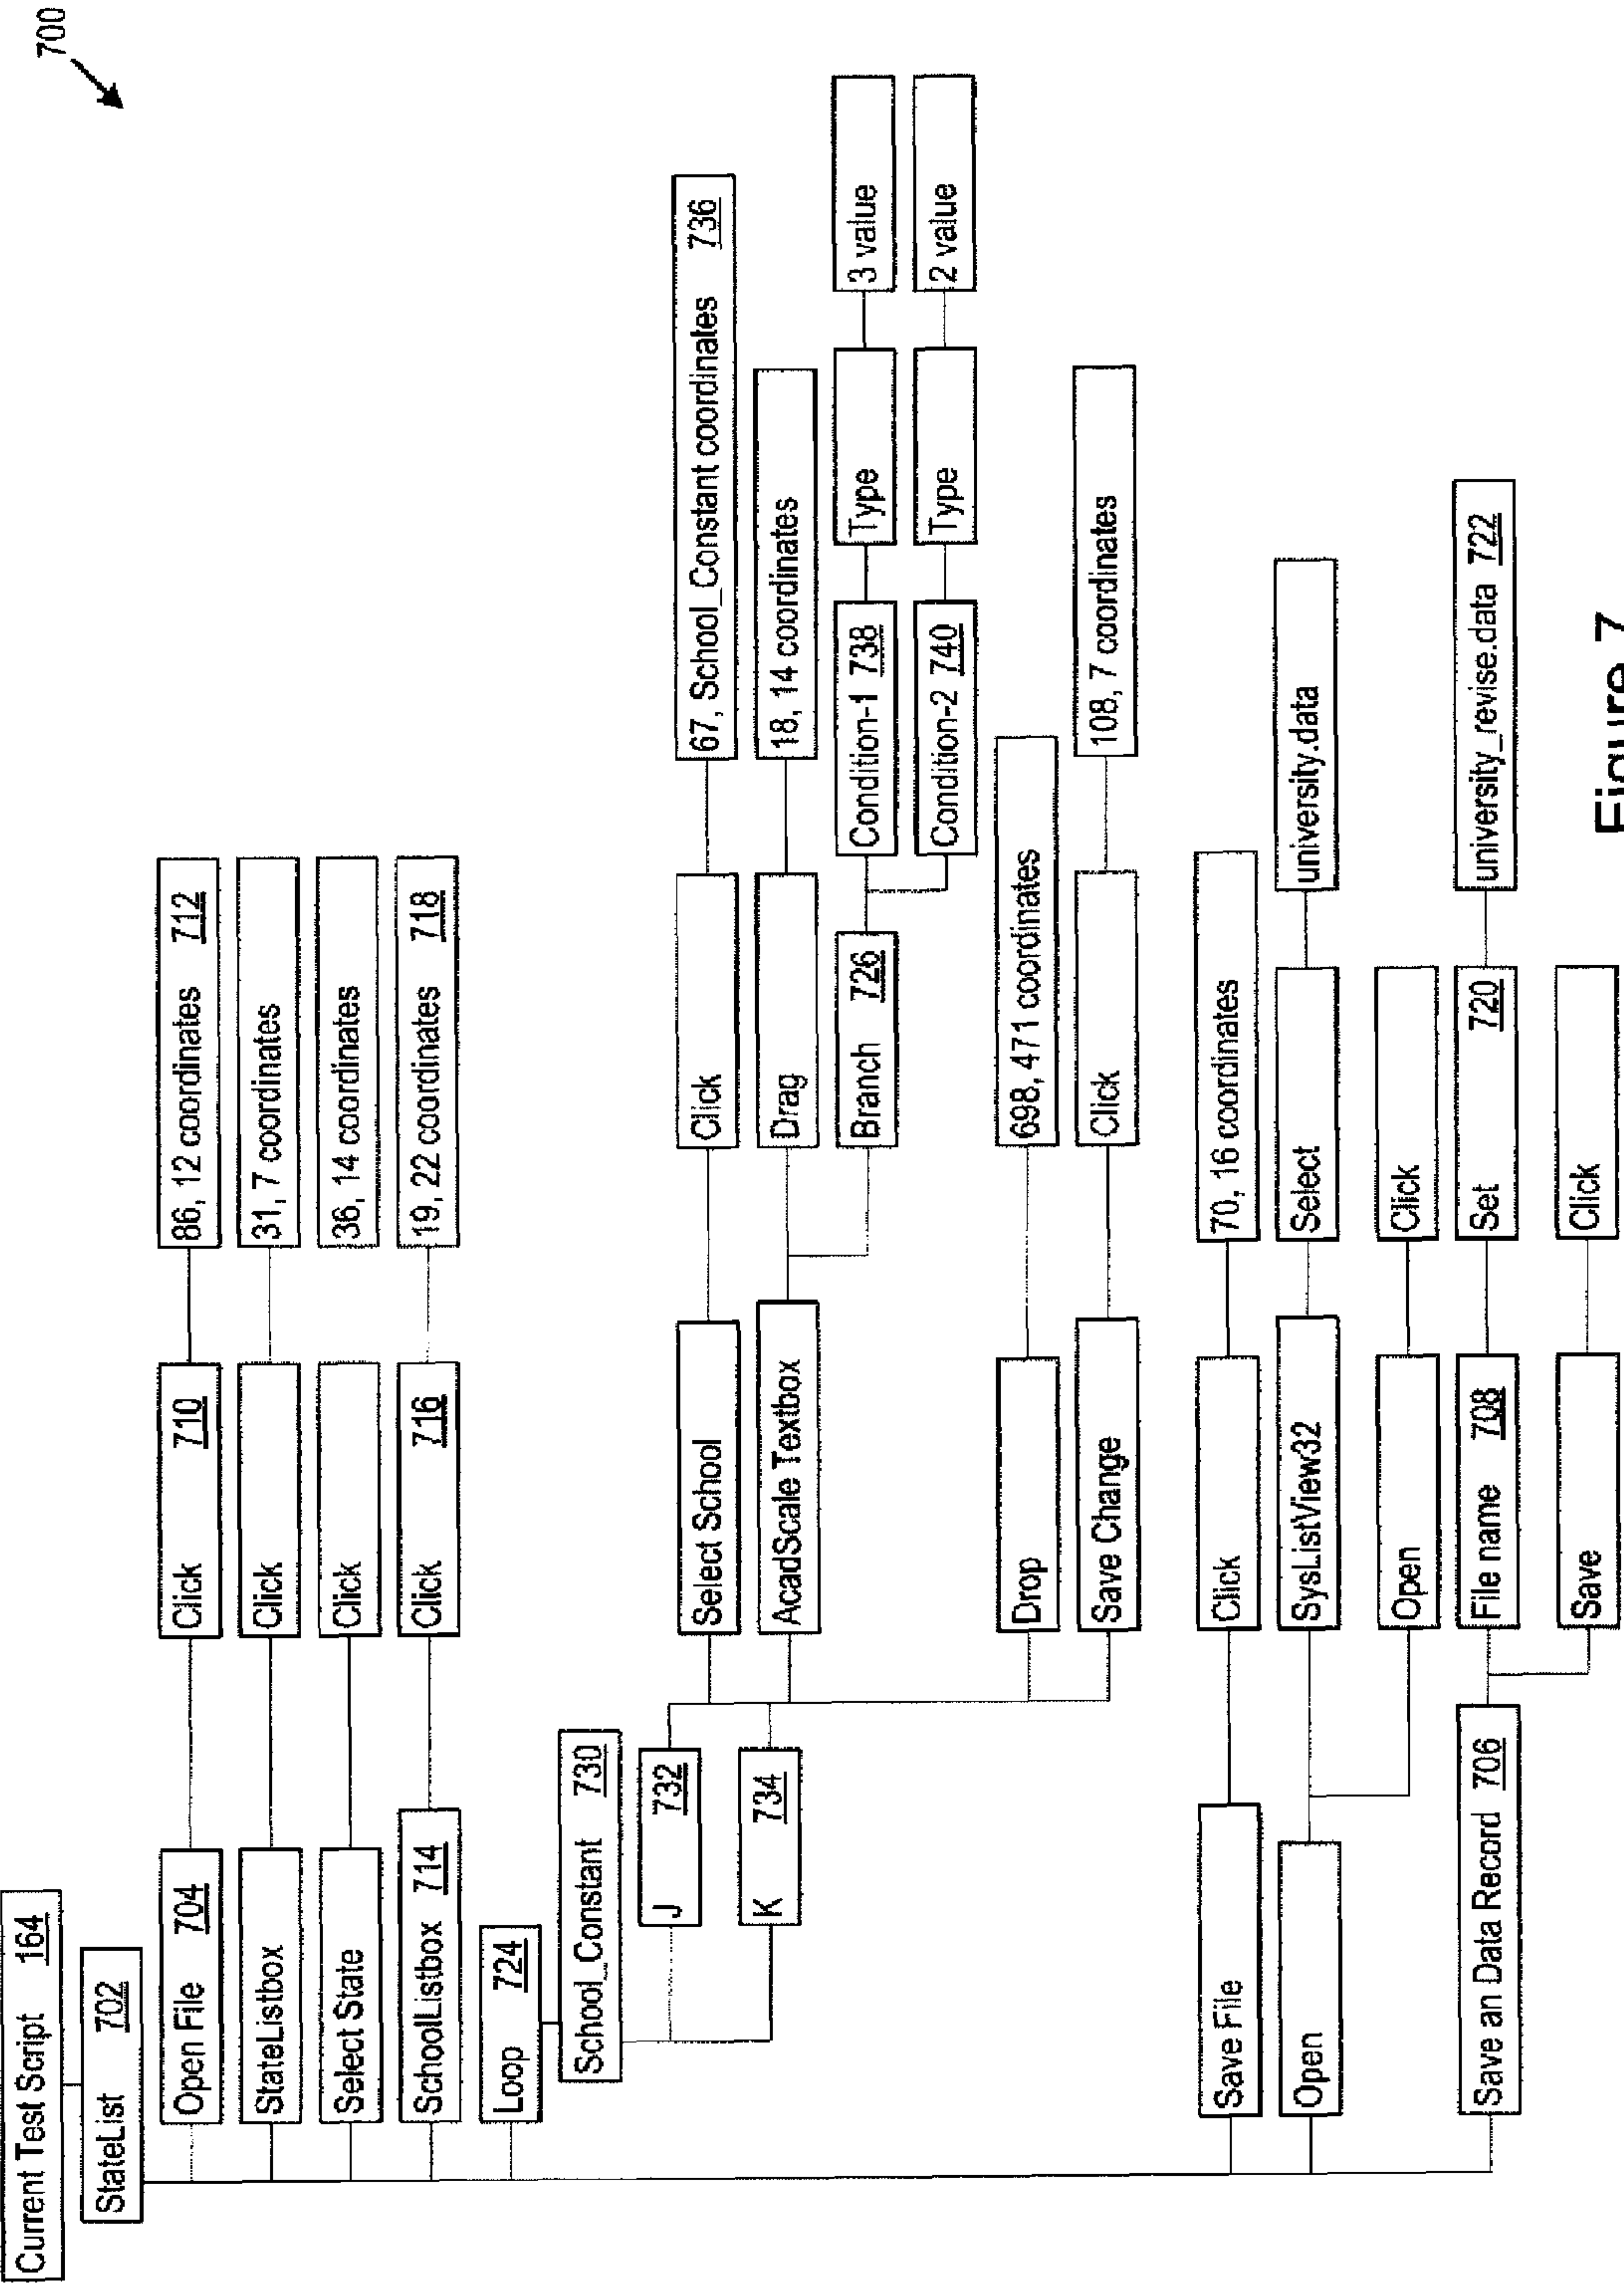 700
Current Test Script 164
StateList 702
Open File 704
Click 710
86, 12 coordinates 712
StateListbox
Click
31, 7 coordinates
Select State
Click
36, 14 coordinates
SchoolListbox 714
Click 716
19, 22 coordinates 718
Loop 724
School_Constant 730
J 732
K 734
Select School
Click
67, School_Constant coordinates 736
AcadScale Textbox
Drag
18, 14 coordinates
Branch 726
Condition-1 738
Type
3 value
Condition-2 740
Type
2 value
Drop
698, 471 coordinates
Save Change
Click
108, 7 coordinates
Save File
Click
70, 16 coordinates
Open
SysListView32
Select
university.data
Open
Click
Save an Data Record 706
File name 708
Set 720
university_revise.data 722
Save
Click
Figure 7